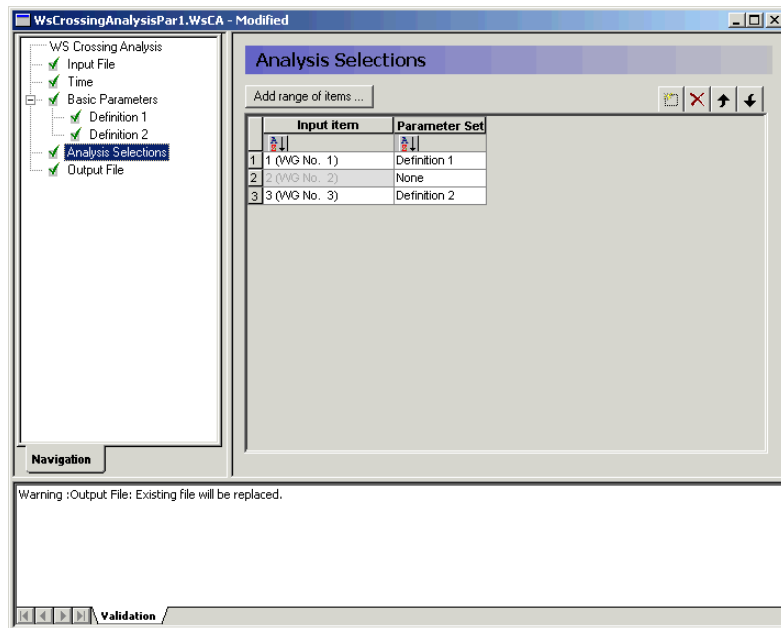 WsCrossingAnalysisPar1.WsCA - Modified
WS Crossing Analysis
Input File
Time
Basic Parameters
Definition 1
Definition 2
Analysis Selections
Output File
Navigation
Analysis Selections
Add range of items ...
Input item Parameter Set
1 1 (WG No. 1) Definition 1
2 2 (WG No. 2) None
3 3 (WG No. 3) Definition 2
Warning :Output File: Existing file will be replaced.
Validation